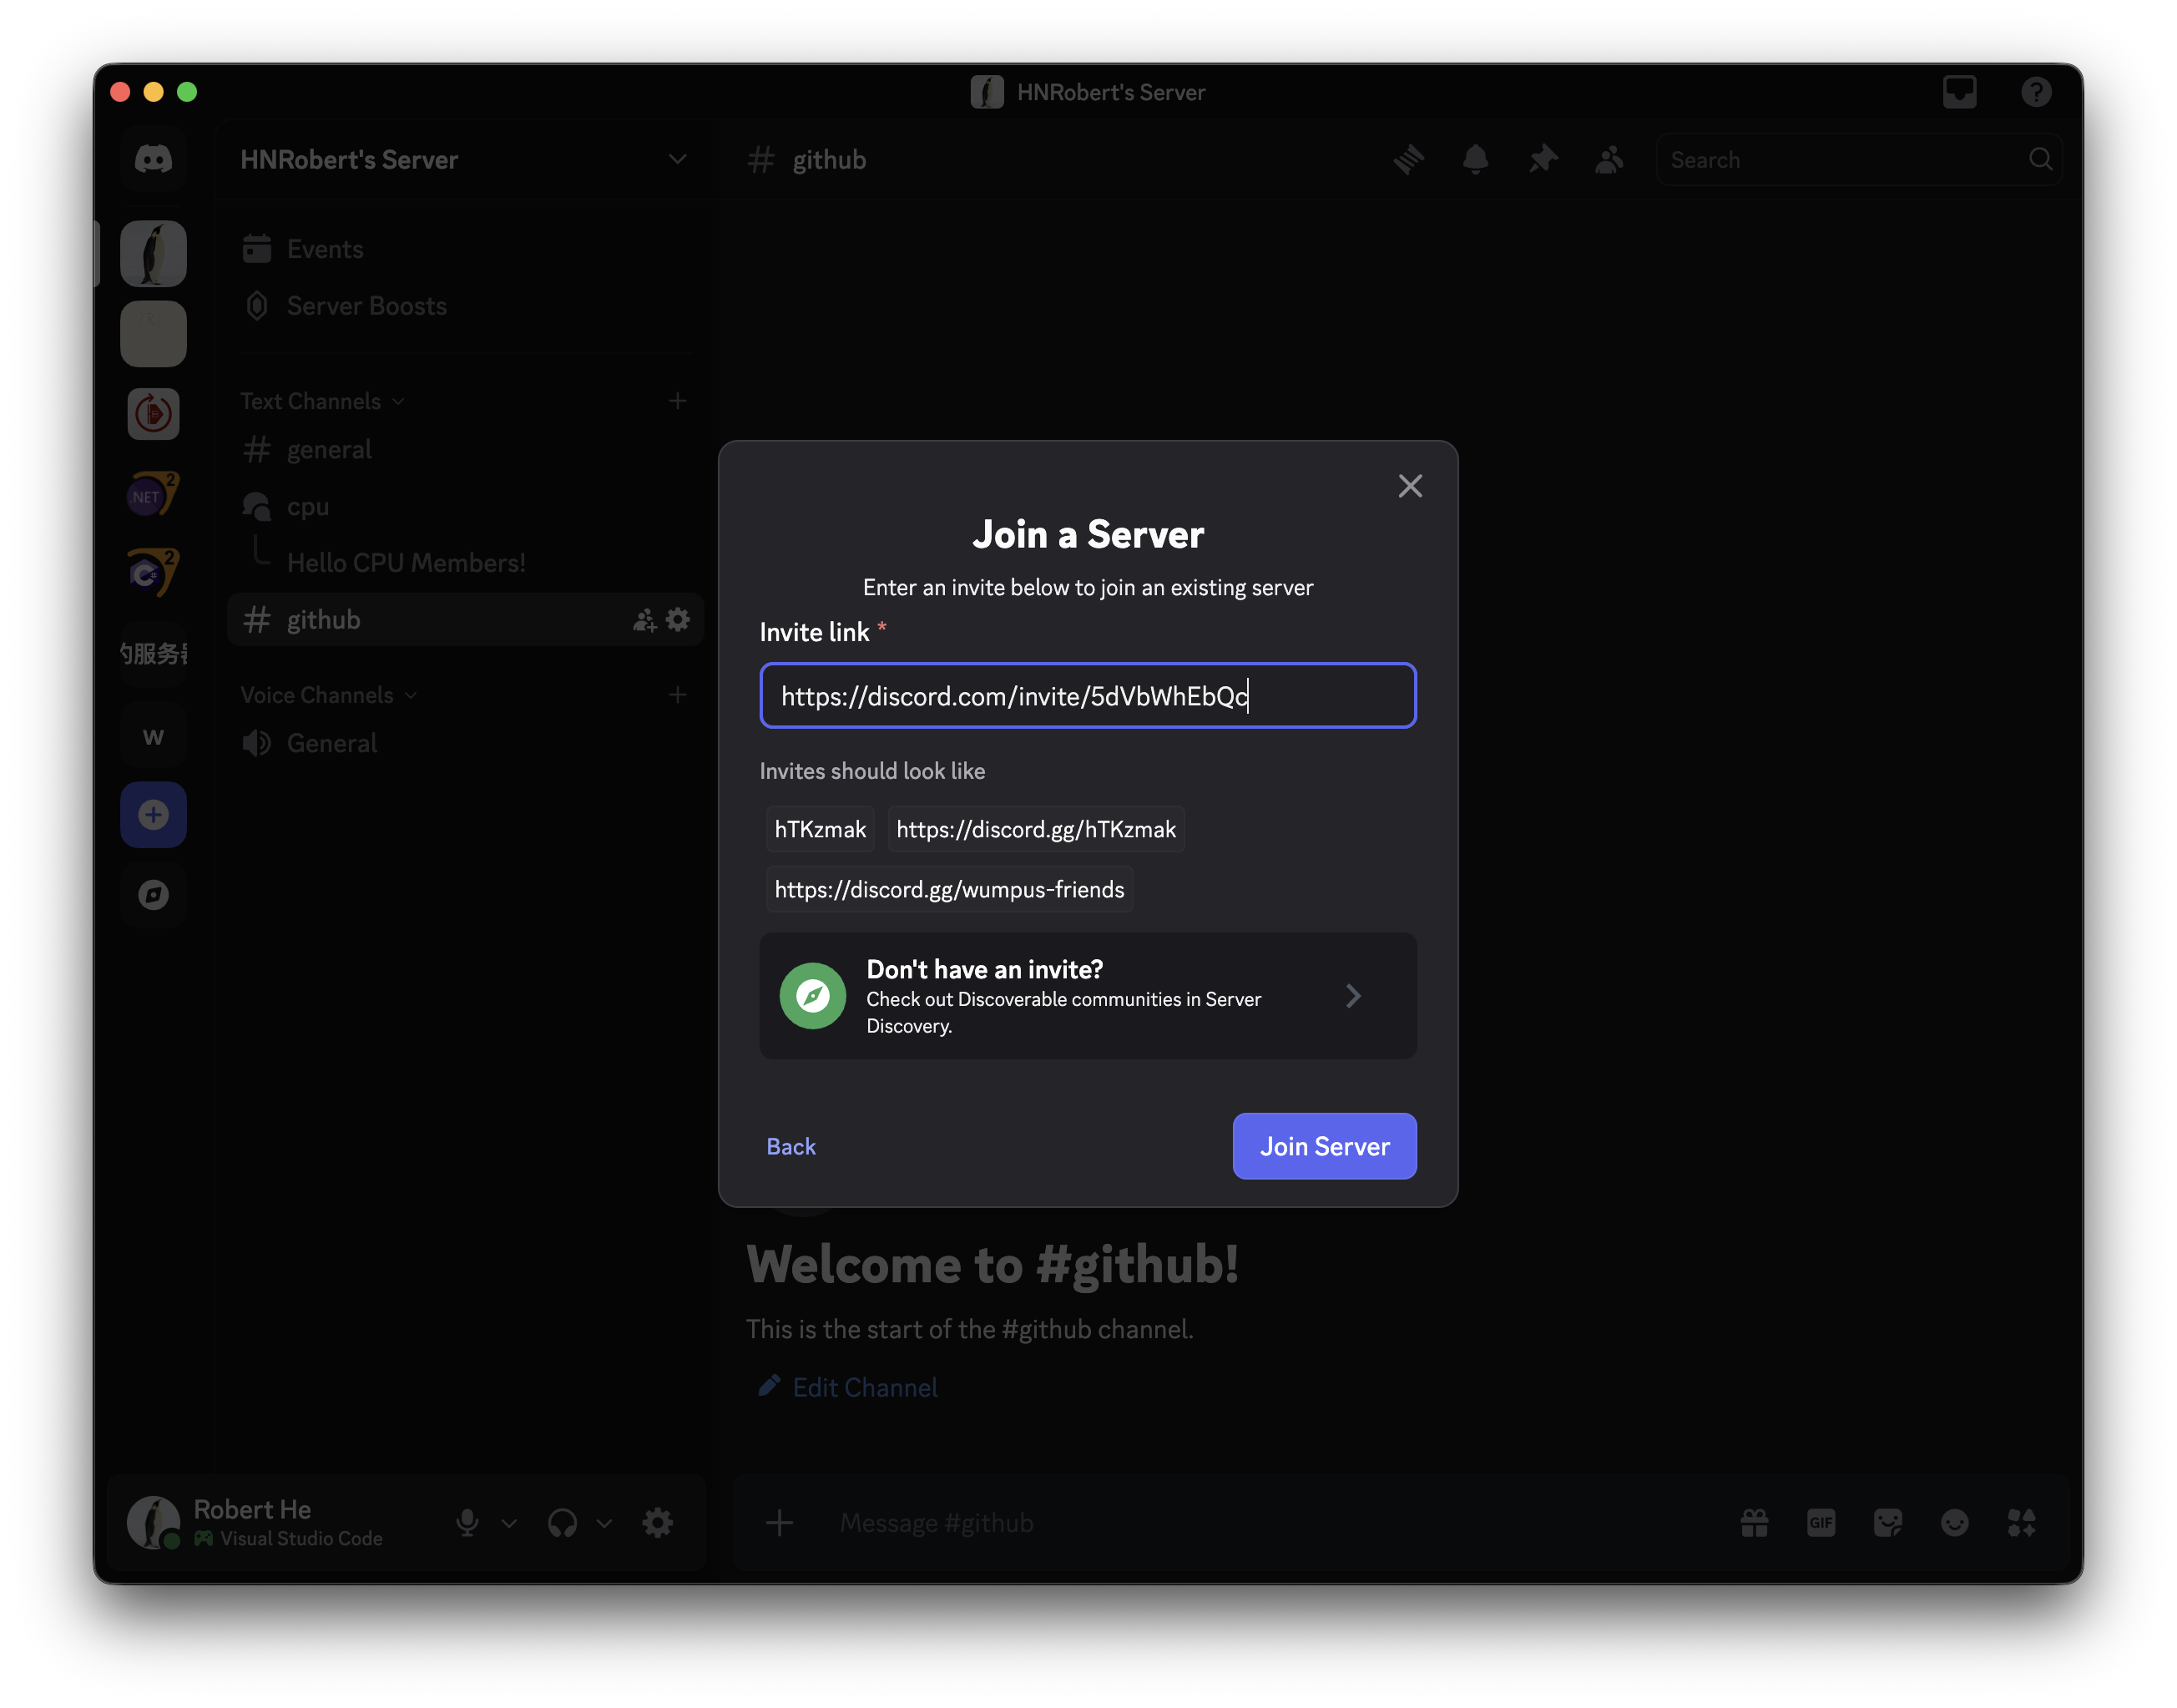 HNRobert's Server
HNRobert's Server
github
Search
Events
Server Boosts
Text Channels
general
cpu
Hello CPU Members!
github
Voice Channels
General
.NET 2
C# 2
的服务器
W
Join a Server
Enter an invite below to join an existing server
Invite link *
https://discord.com/invite/5dVbWhEbQc
Invites should look like
hTKzmak https://discord.gg/hTKzmak
https://discord.gg/wumpus-friends
Don't have an invite?
Check out Discoverable communities in Server
Discovery.
Back Join Server
Welcome to #github!
This is the start of the #github channel.
Edit Channel
Robert He
Visual Studio Code
Message #github
GIF